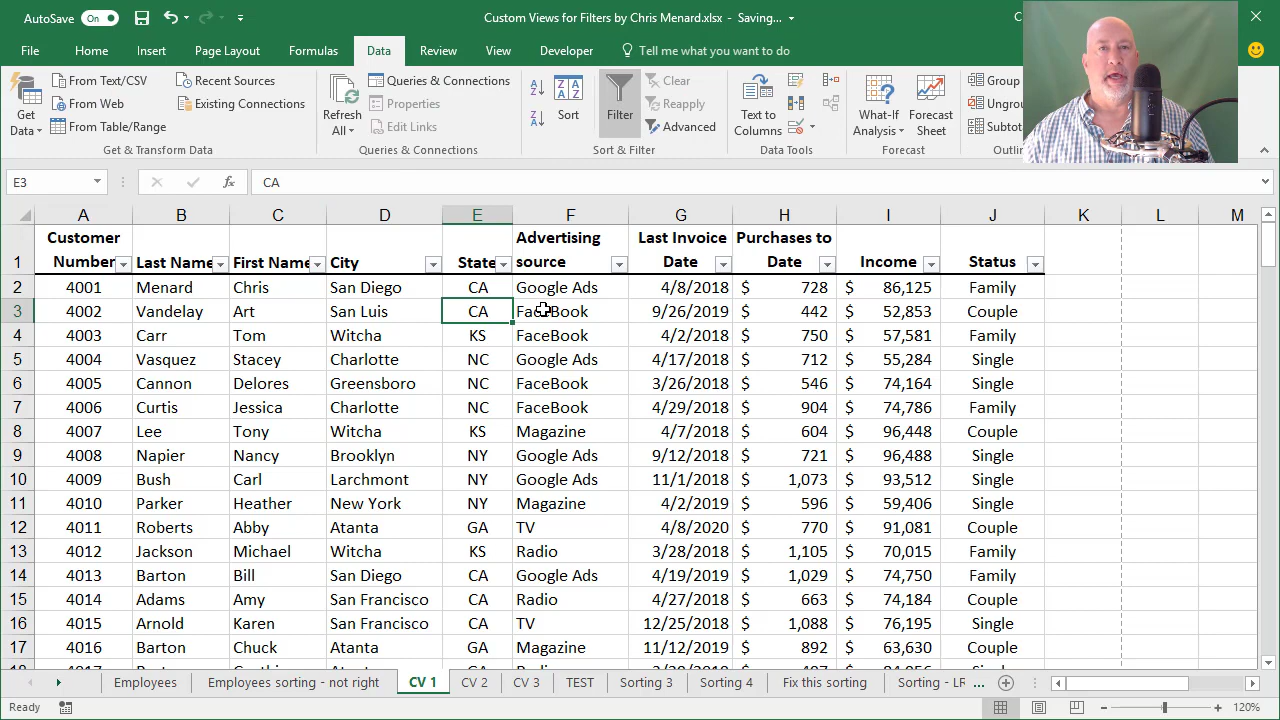 AutoSave On Custom Views for Filters by Chris Menard.xlsx - Saving...
File Home Insert Page Layout Formulas Data Review View Developer Tell me what you want to do
Get Data From Text/CSV Recent Sources Refresh All Queries & Connections Sort Filter Clear Text to Columns What-If Analysis Forecast Sheet Group
From Web Existing Connections Properties Reapply
From Table/Range Edit Links Advanced
Get & Transform Data Queries & Connections Sort & Filter Data Tools Forecast
E3 fx CA
A B C D E F G H I J K L M
1 Customer Number Last Name First Name City State Advertising source Last Invoice Date Purchases to Date Income Status
2 4001 Menard Chris San Diego CA Google Ads 4/8/2018 $ 728 $ 86,125 Family
3 4002 Vandelay Art San Luis CA FaceBook 9/26/2019 $ 442 $ 52,853 Couple
4 4003 Carr Tom Witcha KS FaceBook 4/2/2018 $ 750 $ 57,581 Family
5 4004 Vasquez Stacey Charlotte NC Google Ads 4/17/2018 $ 712 $ 55,284 Single
6 4005 Cannon Delores Greensboro NC FaceBook 3/26/2018 $ 546 $ 74,164 Single
7 4006 Curtis Jessica Charlotte NC FaceBook 4/29/2018 $ 904 $ 74,786 Family
8 4007 Lee Tony Witcha KS Magazine 4/7/2018 $ 604 $ 96,448 Couple
9 4008 Napier Nancy Brooklyn NY Google Ads 9/12/2018 $ 721 $ 96,488 Single
10 4009 Bush Carl Larchmont NY Google Ads 11/1/2018 $ 1,073 $ 93,512 Single
11 4010 Parker Heather New York NY Magazine 4/2/2019 $ 596 $ 59,406 Single
12 4011 Roberts Abby Atanta GA TV 4/8/2020 $ 770 $ 91,081 Couple
13 4012 Jackson Michael Witcha KS Radio 3/28/2018 $ 1,105 $ 70,015 Family
14 4013 Barton Bill San Diego CA Google Ads 4/19/2019 $ 1,029 $ 74,750 Family
15 4014 Adams Amy San Francisco CA Radio 4/27/2018 $ 663 $ 74,184 Couple
16 4015 Arnold Karen San Francisco CA TV 12/25/2018 $ 1,088 $ 76,195 Single
17 4016 Barton Chuck Atanta GA Magazine 11/12/2019 $ 892 $ 63,630 Couple
Employees Employees sorting - not right CV 1 CV 2 CV 3 TEST Sorting 3 Sorting 4 Fix this sorting Sorting - LR ...
Ready 120%